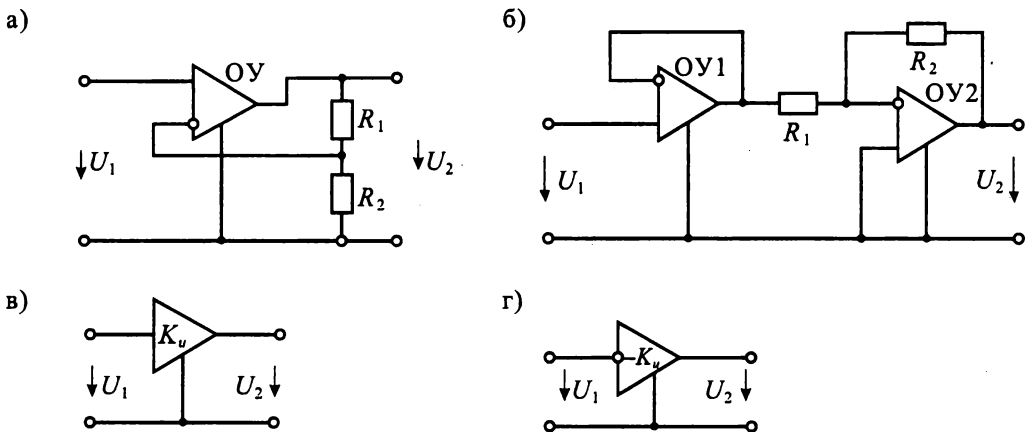 а)
ОУ
R₁
R₂
U₁
U₂
б)
ОУ1
R₁
R₂
ОУ2
U₁
U₂
в)
Kᵤ
U₁
U₂
г)
–Kᵤ
U₁
U₂